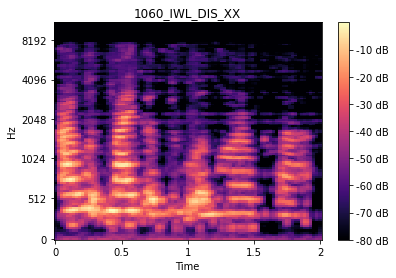 1060_IWL_DIS_XX
8192
4096
2048
1024
512
0
Hz
0
0.5
1
1.5
2
Time
-10 dB
-20 dB
-30 dB
-40 dB
-50 dB
-60 dB
-70 dB
-80 dB